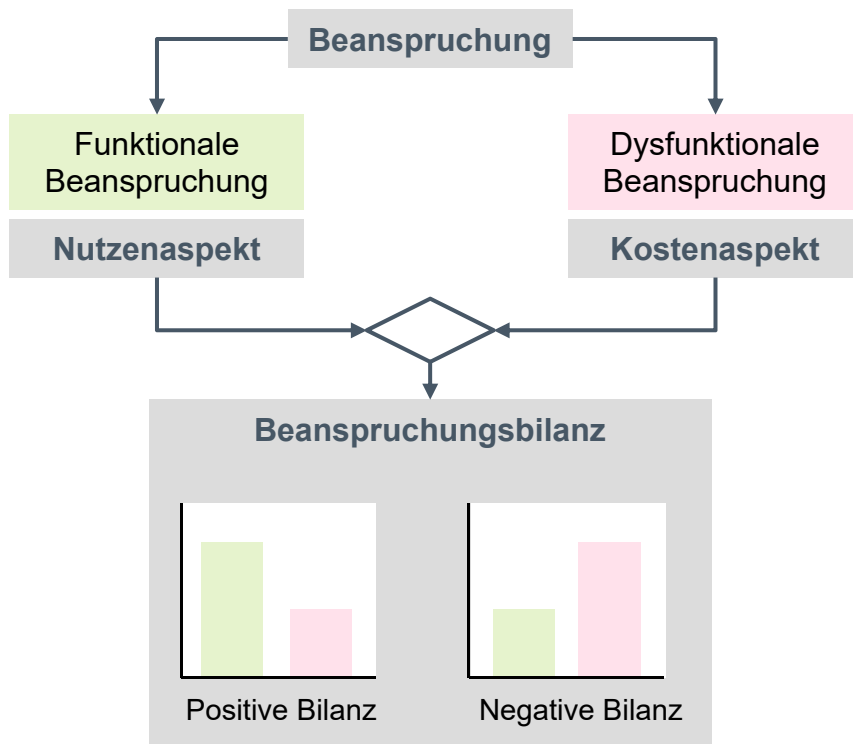 Beanspruchung
Funktionale
Beanspruchung
Dysfunktionale
Beanspruchung
Nutzenaspekt
Kostenaspekt
Beanspruchungsbilanz
Positive Bilanz
Negative Bilanz